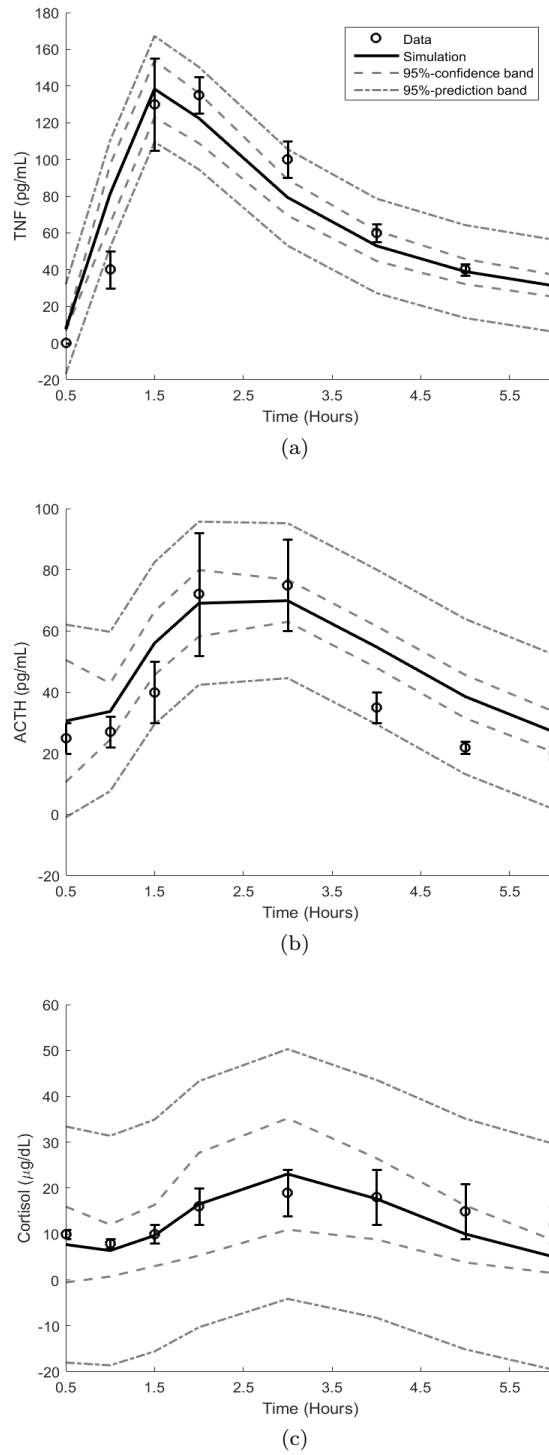 180
160
140
120
100
80
60
40
20
0
-20
TNF (pg/mL)
Data
Simulation
95%-confidence band
95%-prediction band
0.5 1.5 2.5 3.5 4.5 5.5
Time (Hours)
(a)
100
80
60
40
20
0
-20
ACTH (pg/mL)
0.5 1.5 2.5 3.5 4.5 5.5
Time (Hours)
(b)
60
50
40
30
20
10
0
-10
-20
Cortisol (μg/dL)
0.5 1.5 2.5 3.5 4.5 5.5
Time (Hours)
(c)